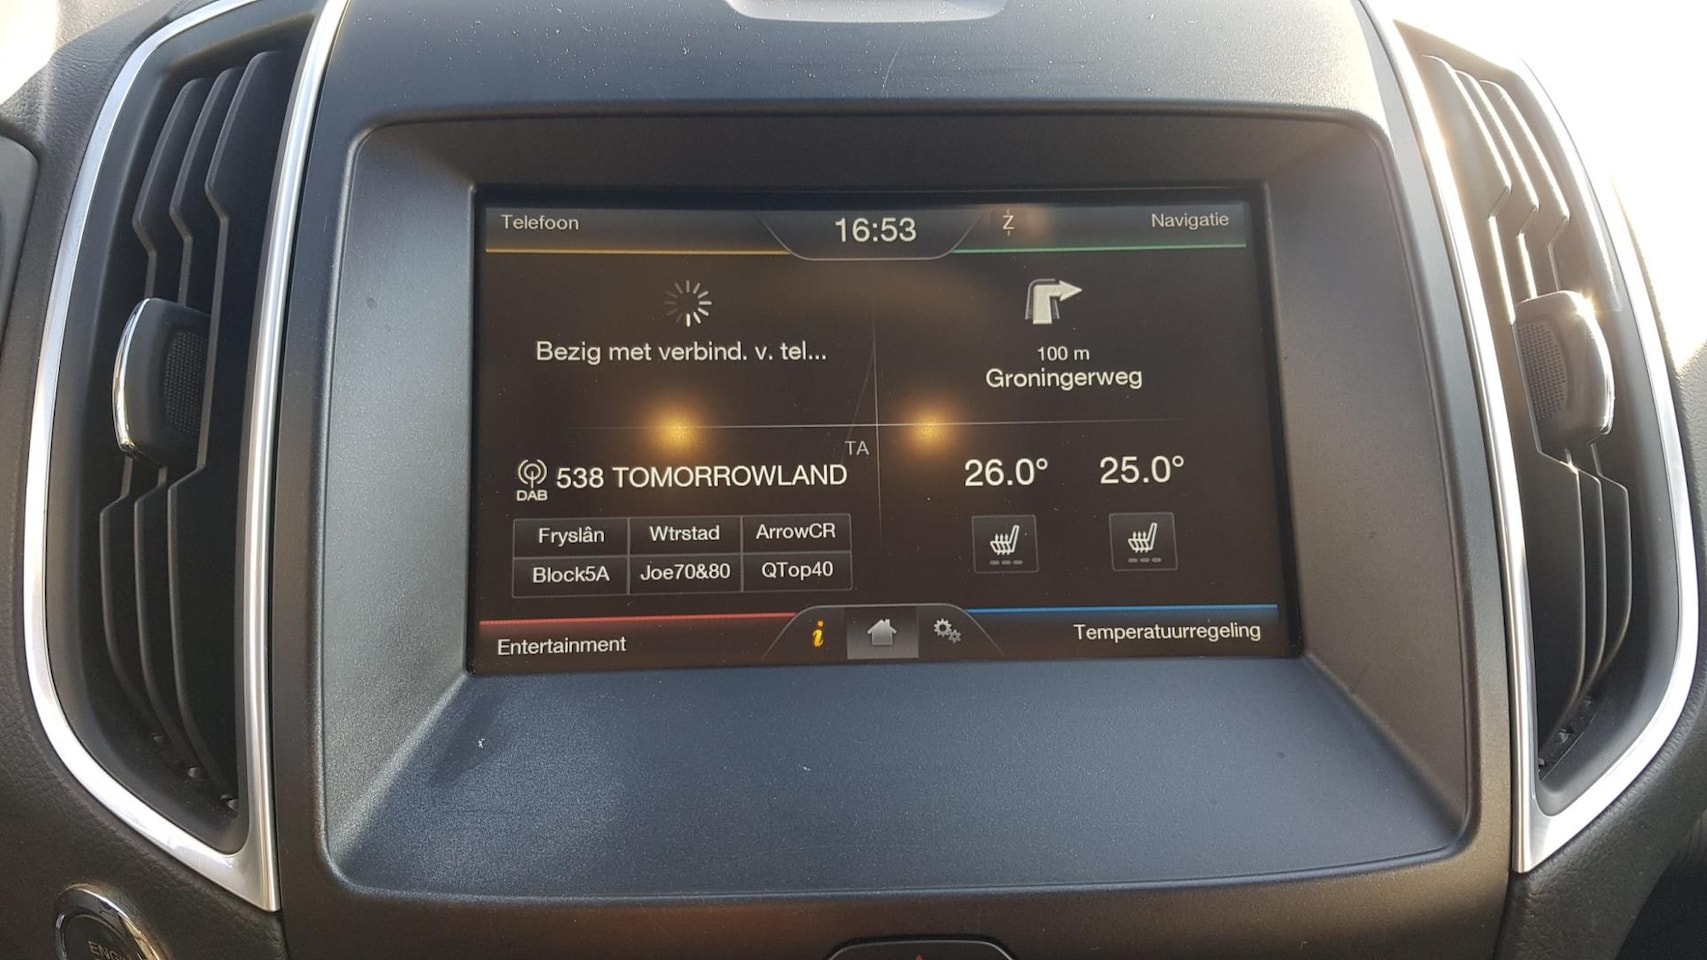 Telefoon
16:53
Z
Navigatie
Bezig met verbind. v. tel...
100 m
Groningerweg
TA
DAB
538 TOMORROWLAND
26.0° 25.0°
Fryslân Wtrstad ArrowCR
Block5A Joe70&80 QTop40
Entertainment
i
Temperatuurregeling